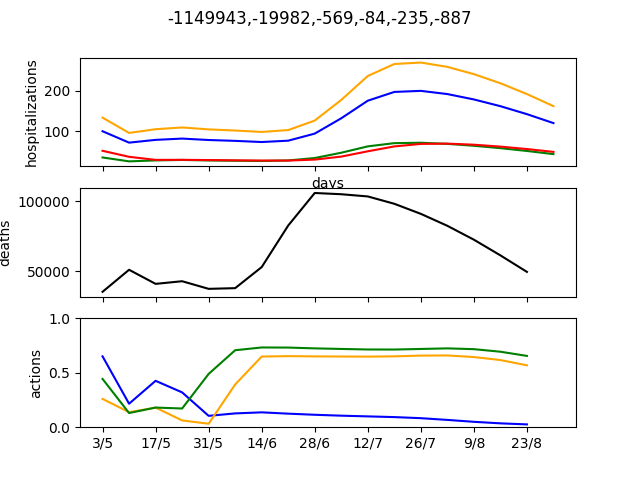 -1149943,-19982,-569,-84,-235,-887
hospitalizations
200
100
days
deaths
100000
50000
actions
1.0
0.5
0.0
3/5 17/5 31/5 14/6 28/6 12/7 26/7 9/8 23/8